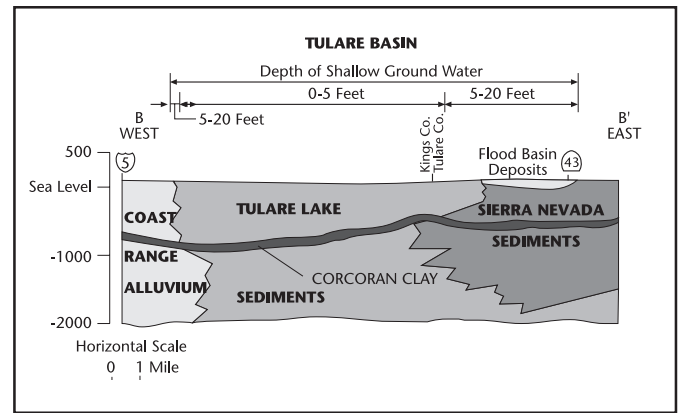 TULARE BASIN
Depth of Shallow Ground Water
0-5 Feet
5-20 Feet
5-20 Feet
B
WEST
Kings Co.
Tulare Co.
B'
EAST
500
5
Flood Basin
Deposits
43
Sea Level
COAST
TULARE LAKE
SIERRA NEVADA
SEDIMENTS
-1000
RANGE
CORCORAN CLAY
ALLUVIUM
SEDIMENTS
-2000
Horizontal Scale
0 1 Mile